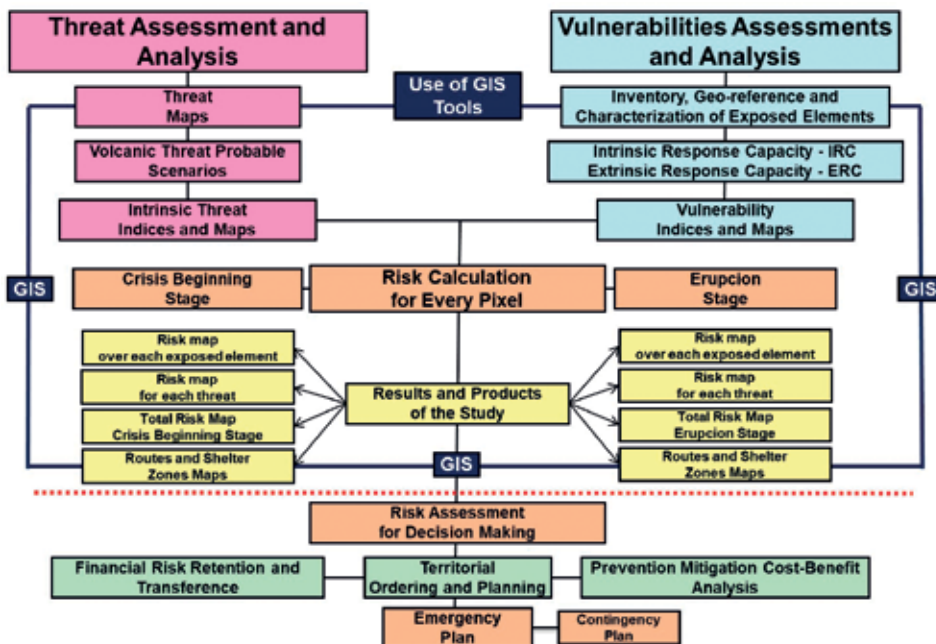 Threat Assessment and
Analysis
Vulnerabilities Assessments
and Analysis
Use of GIS
Tools
Threat
Maps
Inventory, Geo-reference and
Characterization of Exposed Elements
Volcanic Threat Probable
Scenarios
Intrinsic Response Capacity - IRC
Extrinsic Response Capacity - ERC
Intrinsic Threat
Indices and Maps
Vulnerability
Indices and Maps
GIS
GIS
Crisis Beginning
Stage
Risk Calculation
for Every Pixel
Erupcion
Stage
Risk map
over each exposed element
Risk map
for each threat
Total Risk Map
Crisis Beginning Stage
Routes and Shelter
Zones Maps
Results and Products
of the Study
Risk map
over each exposed element
Risk map
for each threat
Total Risk Map
Erupcion Stage
Routes and Shelter
Zones Maps
GIS
Risk Assessment
for Decision Making
Financial Risk Retention and
Transference
Territorial
Ordering and Planning
Prevention Mitigation Cost-Benefit
Analysis
Emergency
Plan
Contingency
Plan